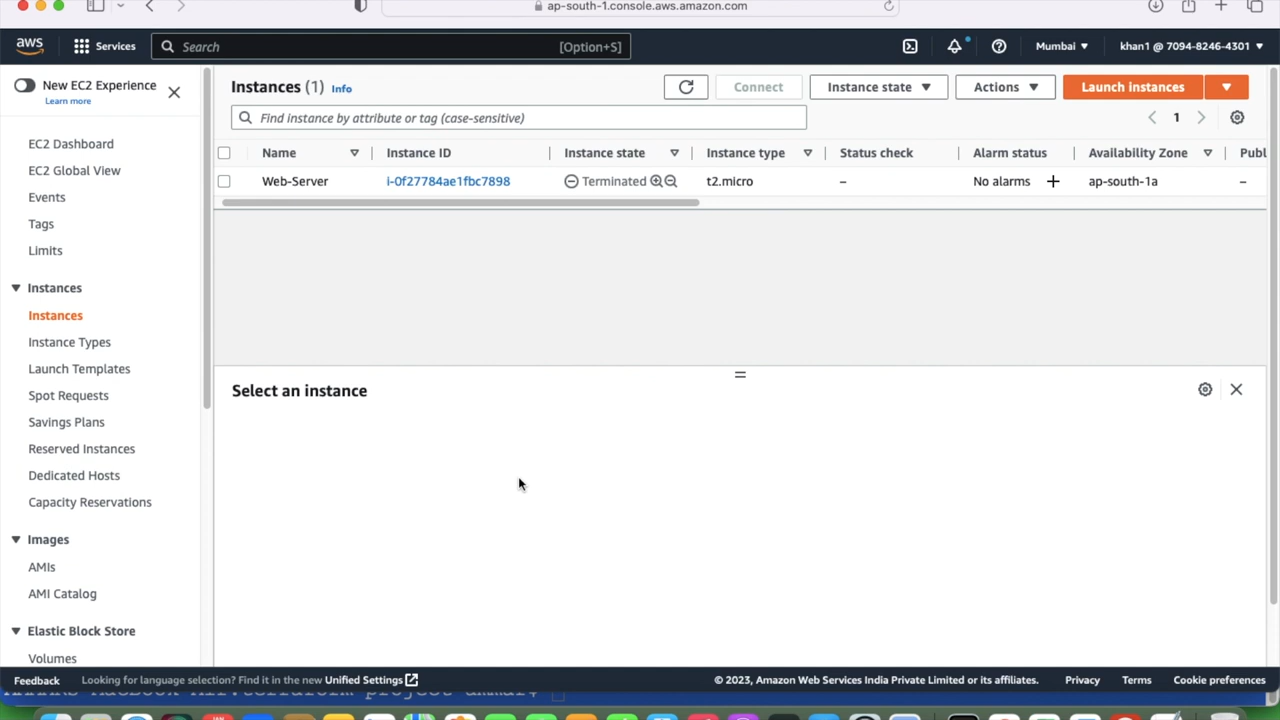 ap-south-1.console.aws.amazon.com
aws Services Search [Option+S] Mumbai khan1 @ 7094-8246-4301
New EC2 Experience
Learn more
EC2 Dashboard
EC2 Global View
Events
Tags
Limits
Instances
Instances
Instance Types
Launch Templates
Spot Requests
Savings Plans
Reserved Instances
Dedicated Hosts
Capacity Reservations
Images
AMIs
AMI Catalog
Elastic Block Store
Volumes
Instances (1) Info Connect Instance state Actions Launch instances
Find instance by attribute or tag (case-sensitive) 1
Name Instance ID Instance state Instance type Status check Alarm status Availability Zone Publ
Web-Server i-0f27784ae1fbc7898 Terminated t2.micro – No alarms + ap-south-1a –
Select an instance
Feedback Looking for language selection? Find it in the new Unified Settings © 2023, Amazon Web Services India Private Limited or its affiliates. Privacy Terms Cookie preferences